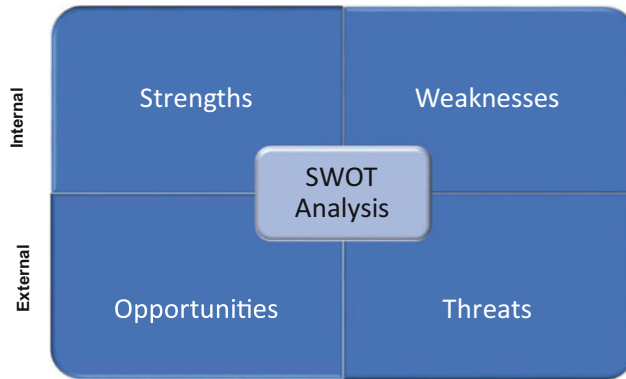 Internal
Strengths
Weaknesses
SWOT
Analysis
External
Opportunities
Threats